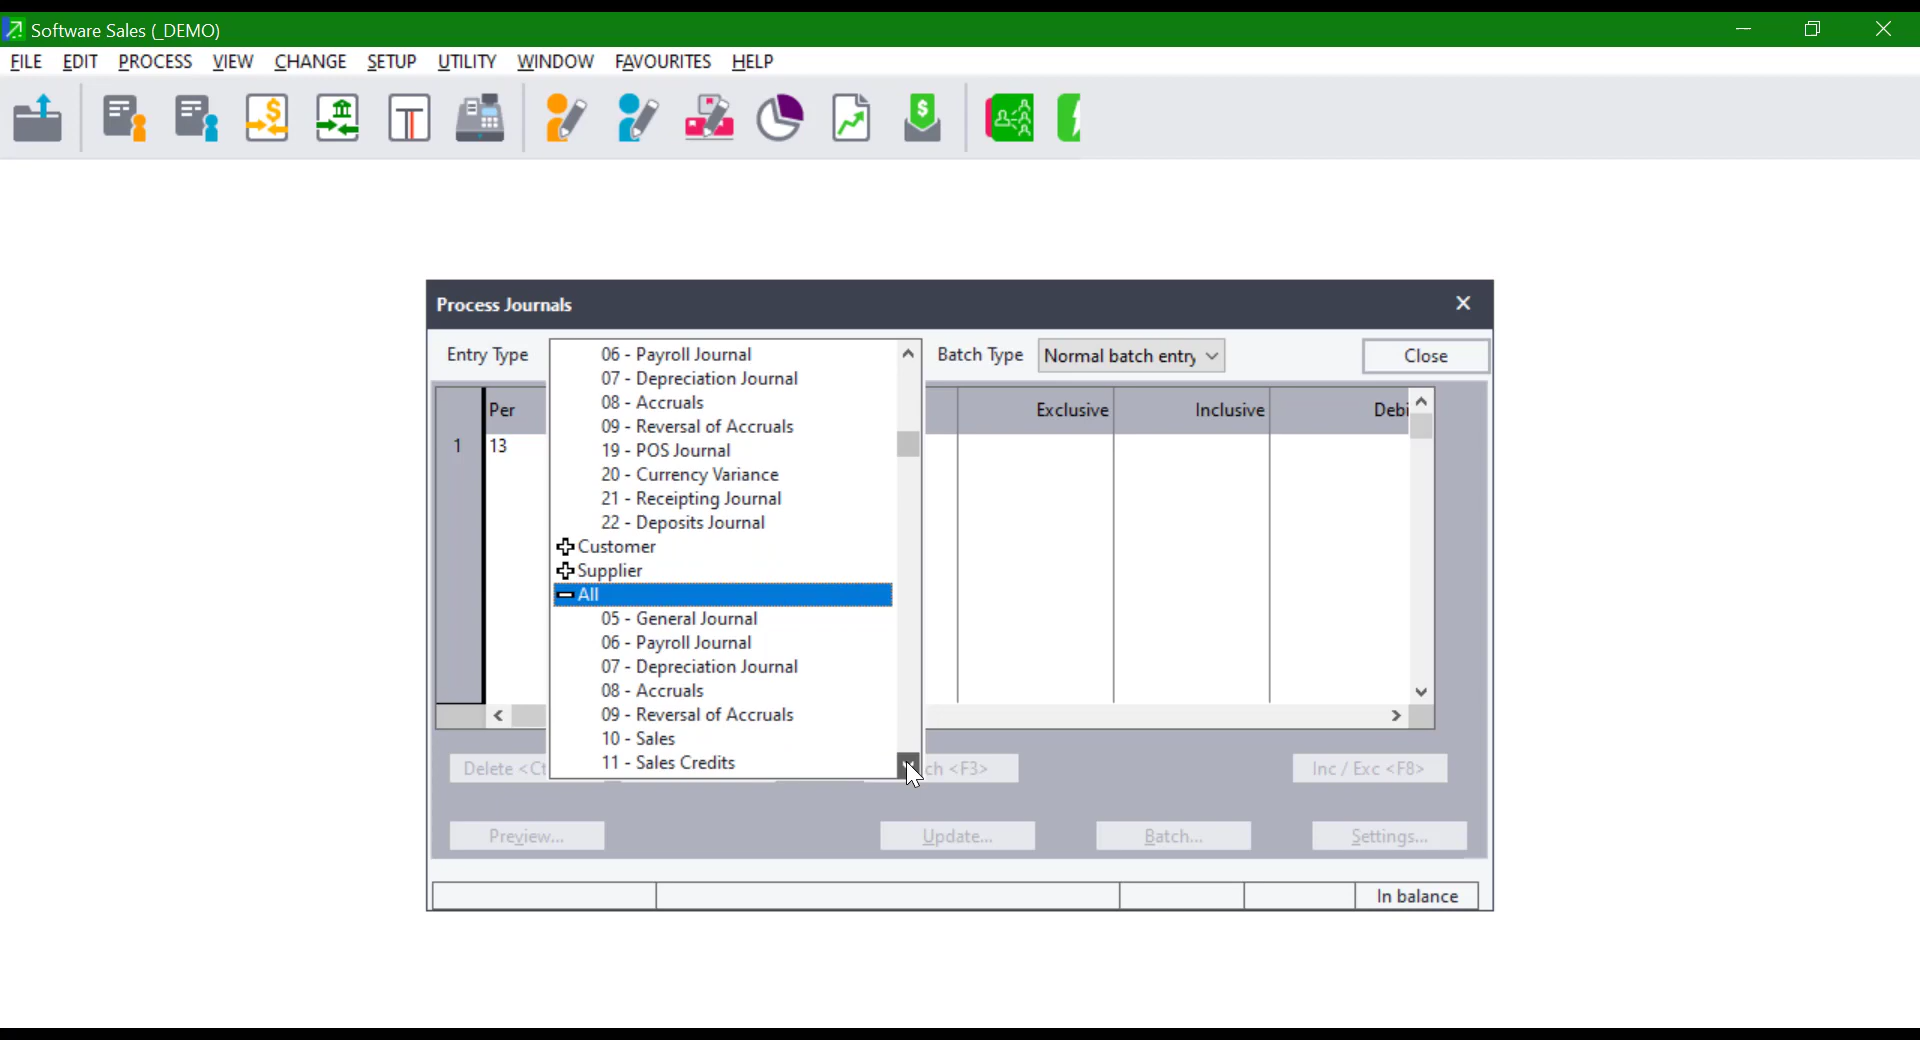 Software Sales (_DEMO)
FILE EDIT PROCESS VIEW CHANGE SETUP UTILITY WINDOW FAVOURITES HELP
Process Journals
Entry Type
06 - Payroll Journal
07 - Depreciation Journal
08 - Accruals
09 - Reversal of Accruals
19 - POS Journal
20 - Currency Variance
21 - Receipting Journal
22 - Deposits Journal
Customer
Supplier
All
05 - General Journal
06 - Payroll Journal
07 - Depreciation Journal
08 - Accruals
09 - Reversal of Accruals
10 - Sales
11 - Sales Credits
Batch Type Normal batch entry Close
Per Exclusive Inclusive Debi
1 13
Delete <Ct ch <F3> Inc / Exc <F8>
Preview... Update... Batch... Settings...
In balance